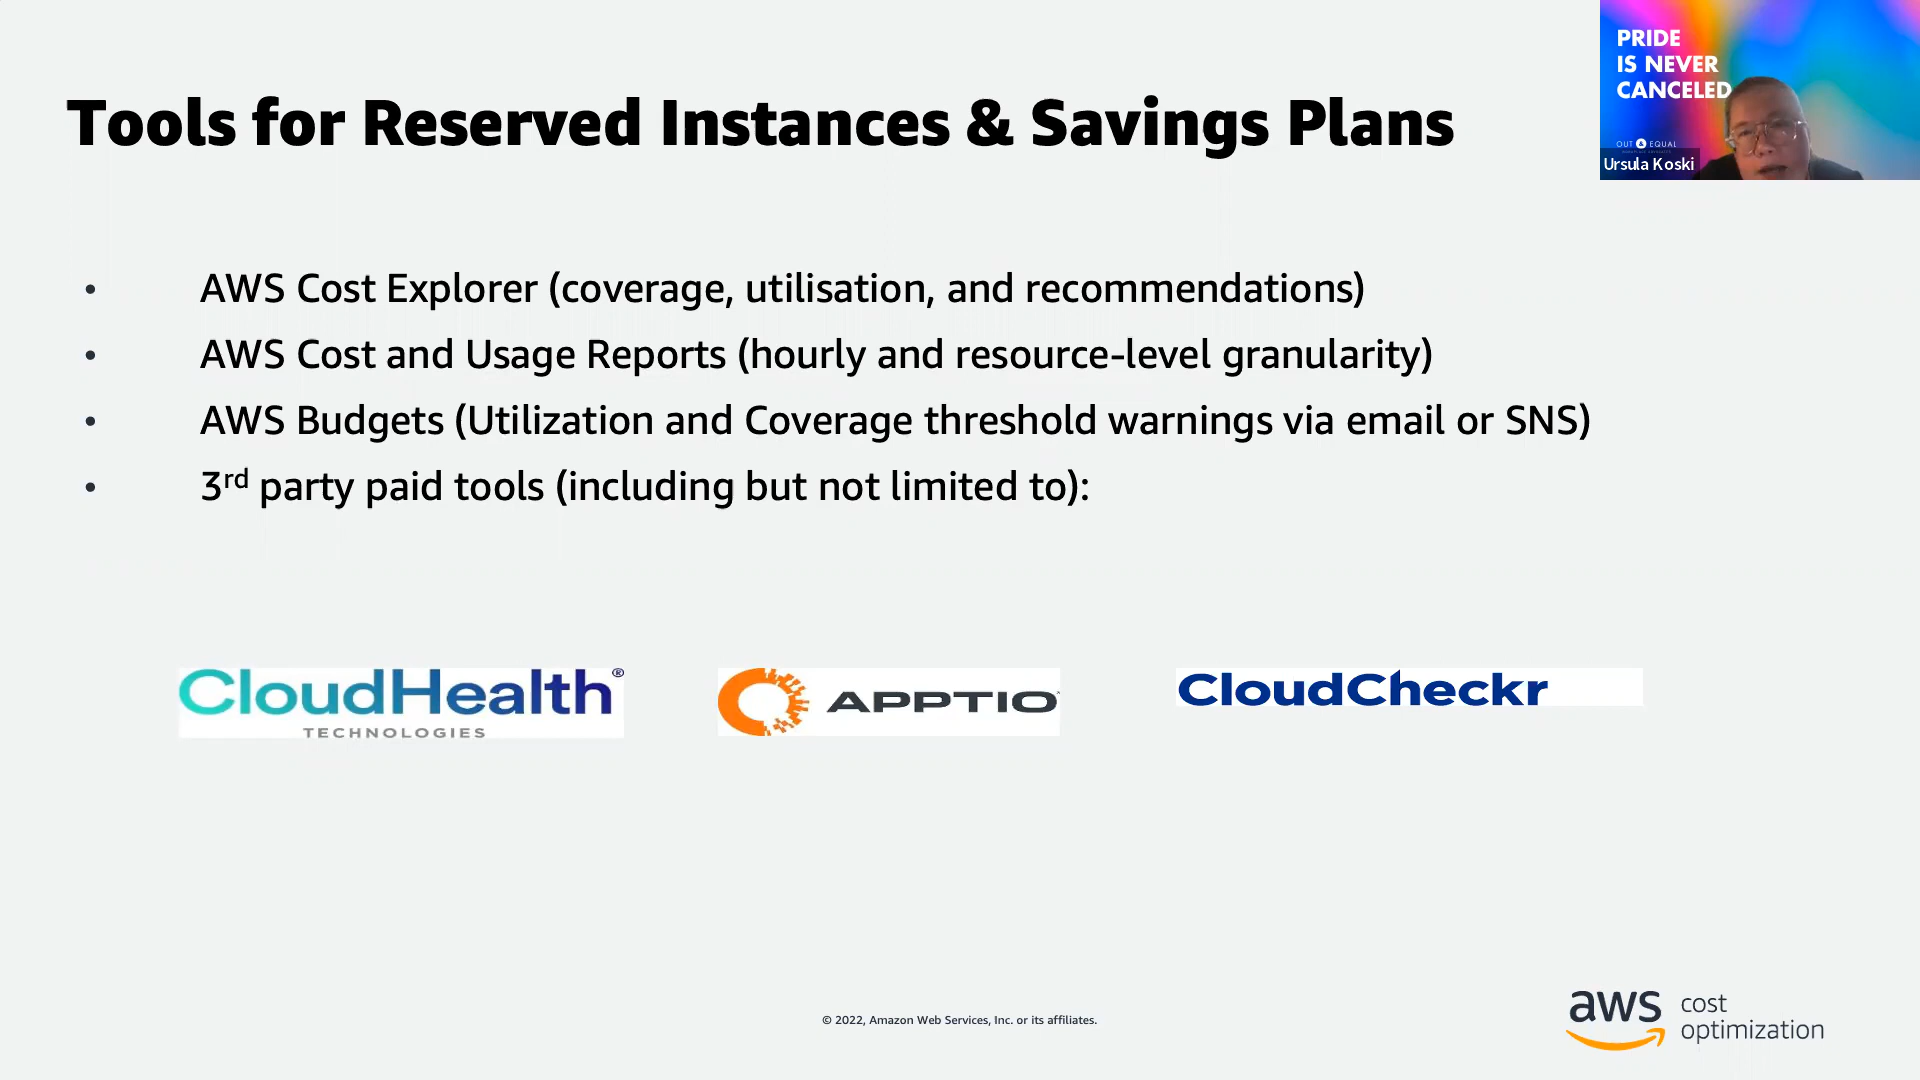 Tools for Reserved Instances & Savings Plans
PRIDE
IS NEVER
CANCELED
OUT & EQUAL
Ursula Koski
• AWS Cost Explorer (coverage, utilisation, and recommendations)
• AWS Cost and Usage Reports (hourly and resource-level granularity)
• AWS Budgets (Utilization and Coverage threshold warnings via email or SNS)
• 3rd party paid tools (including but not limited to):
CloudHealth®
TECHNOLOGIES
APPTIO
CloudCheckr
© 2022, Amazon Web Services, Inc. or its affiliates.
aws cost
optimization